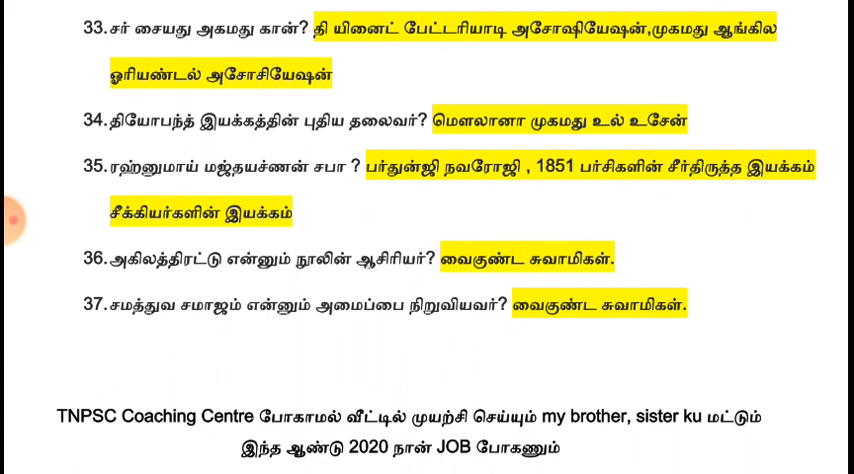 33. சர் சையது அகமது கான்? தி யினைட் பேட்டரியாடி அசோஷியேஷன்,முகமது ஆங்கில
ஓரியண்டல் அசோசியேஷன்
34. தியோபந்த் இயக்கத்தின் புதிய தலைவர்? மௌலானா முகமது உல் உசேன்
35. ரஹ்னுமாய் மஜ்தயச்ணன் சபா ? பர்துன்ஜி நவரோஜி , 1851 பர்சிகளின் சீர்திருத்த இயக்கம்
சீக்கியர்களின் இயக்கம்
36. அகிலத்திரட்டு என்னும் நூலின் ஆசிரியர்? வைகுண்ட சுவாமிகள்.
37. சமத்துவ சமாஜம் என்னும் அமைப்பை நிறுவியவர்? வைகுண்ட சுவாமிகள்.
TNPSC Coaching Centre போகாமல் வீட்டில் முயற்சி செய்யும் my brother, sister ku மட்டும்
இந்த ஆண்டு 2020 நான் JOB போகணும்